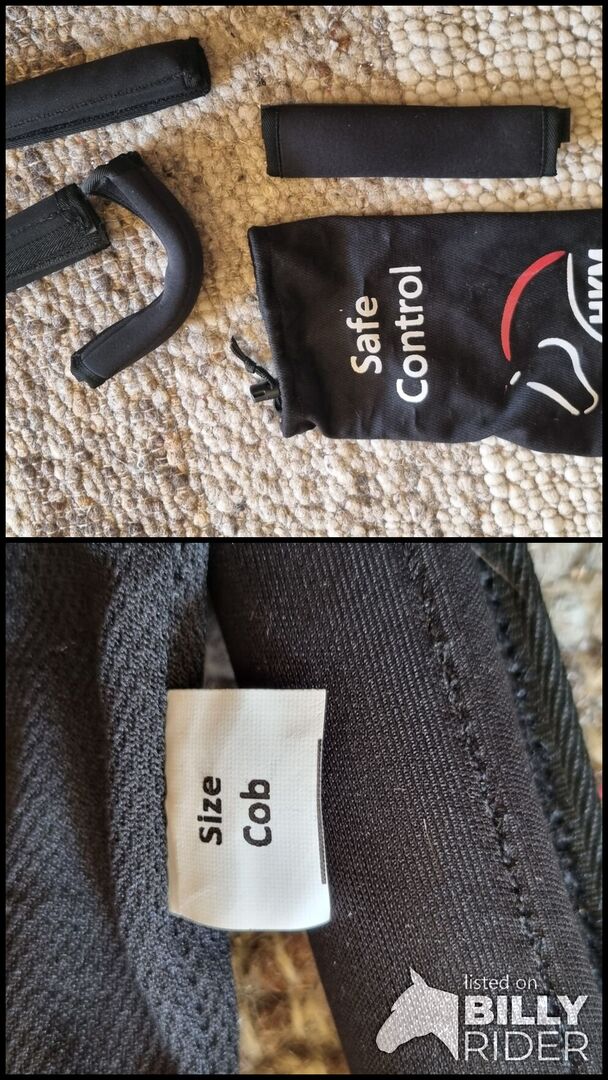 Safe
Control
HKM
Size
Cob
listed on
BILLY
RIDER